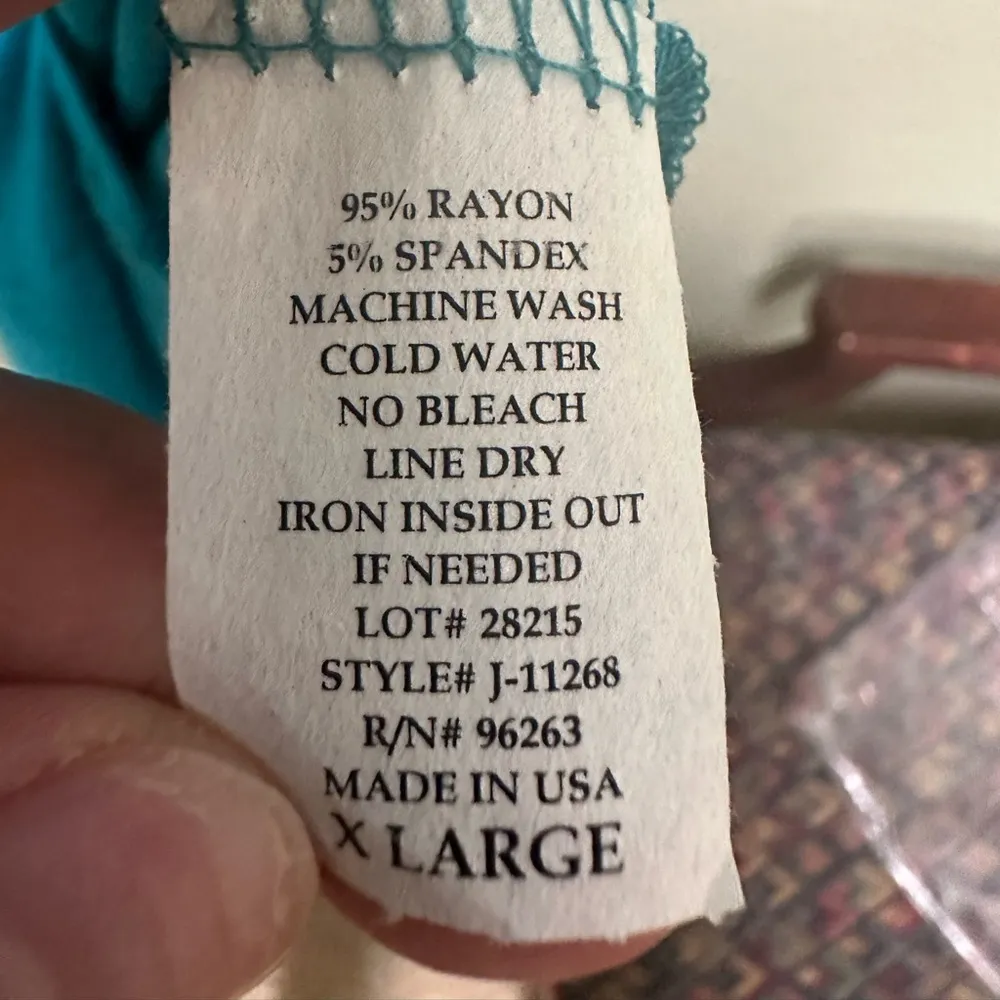 95% RAYON
5% SPANDEX
MACHINE WASH
COLD WATER
NO BLEACH
LINE DRY
IRON INSIDE OUT
IF NEEDED
LOT# 28215
STYLE# J-11268
R/N# 96263
MADE IN USA
X LARGE